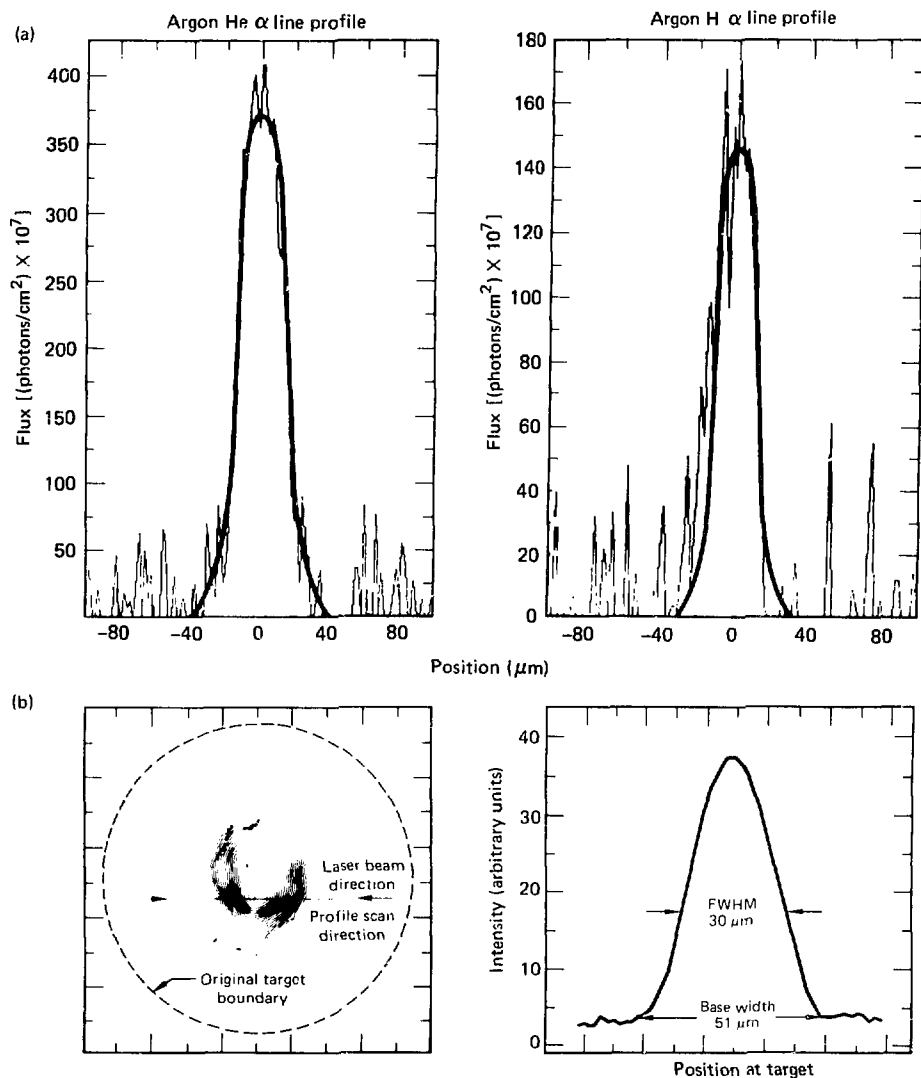 (a)
Argon He α line profile
Flux [(photons/cm²) X 10⁷]
400
350
300
250
200
150
100
50
−80
−40
0
40
80
Argon H α line profile
Flux [(photons/cm²) X 10⁷]
180
160
140
120
100
80
60
40
20
0
−80
−40
0
40
80
Position (μm)
(b)
Laser beam
direction
Profile scan
direction
Original target
boundary
Intensity (arbitrary units)
40
30
20
10
0
FWHM
30 μm
Base width
51 μm
Position at target